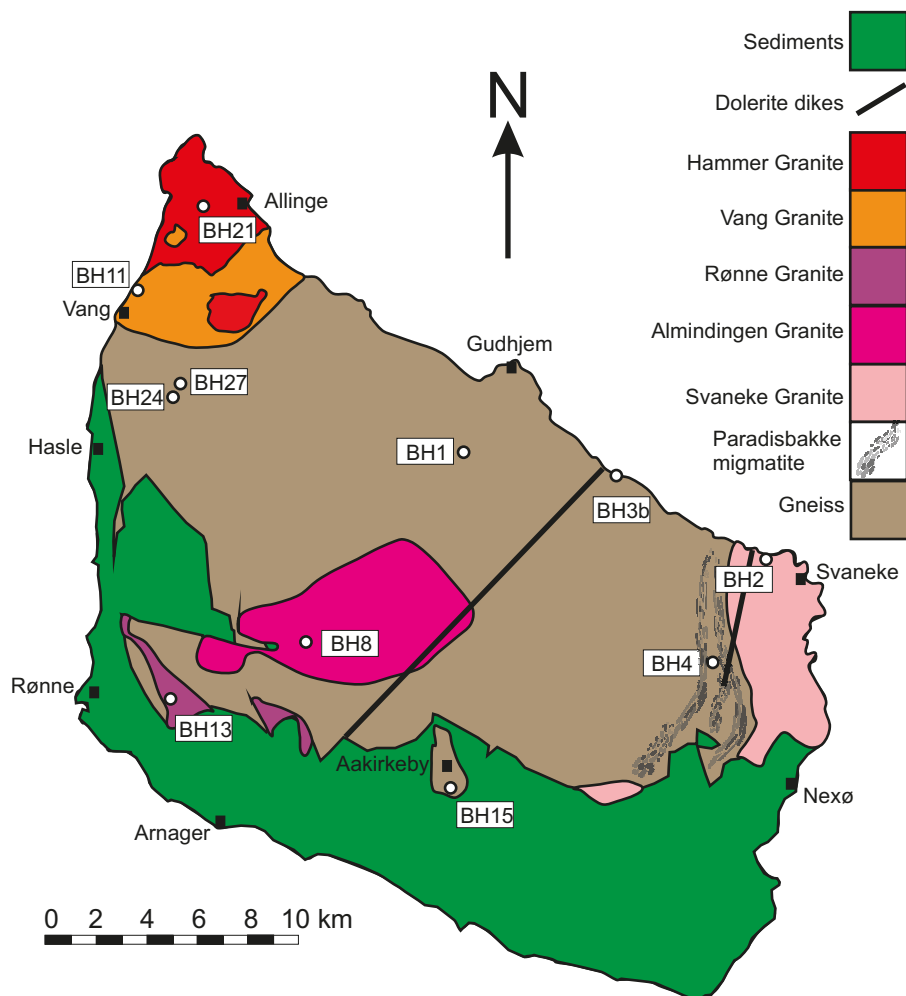 Sediments
Dolerite dikes
Hammer Granite
Vang Granite
Rønne Granite
Almindingen Granite
Svaneke Granite
Paradisbakke
migmatite
Gneiss
N
Allinge
BH21
BH11
Vang
Gudhjem
BH27
BH24
Hasle
BH1
BH3b
BH2
Svaneke
BH8
BH4
Rønne
BH13
Aakirkeby
BH15
Nexø
Arnager
0 2 4 6 8 10 km